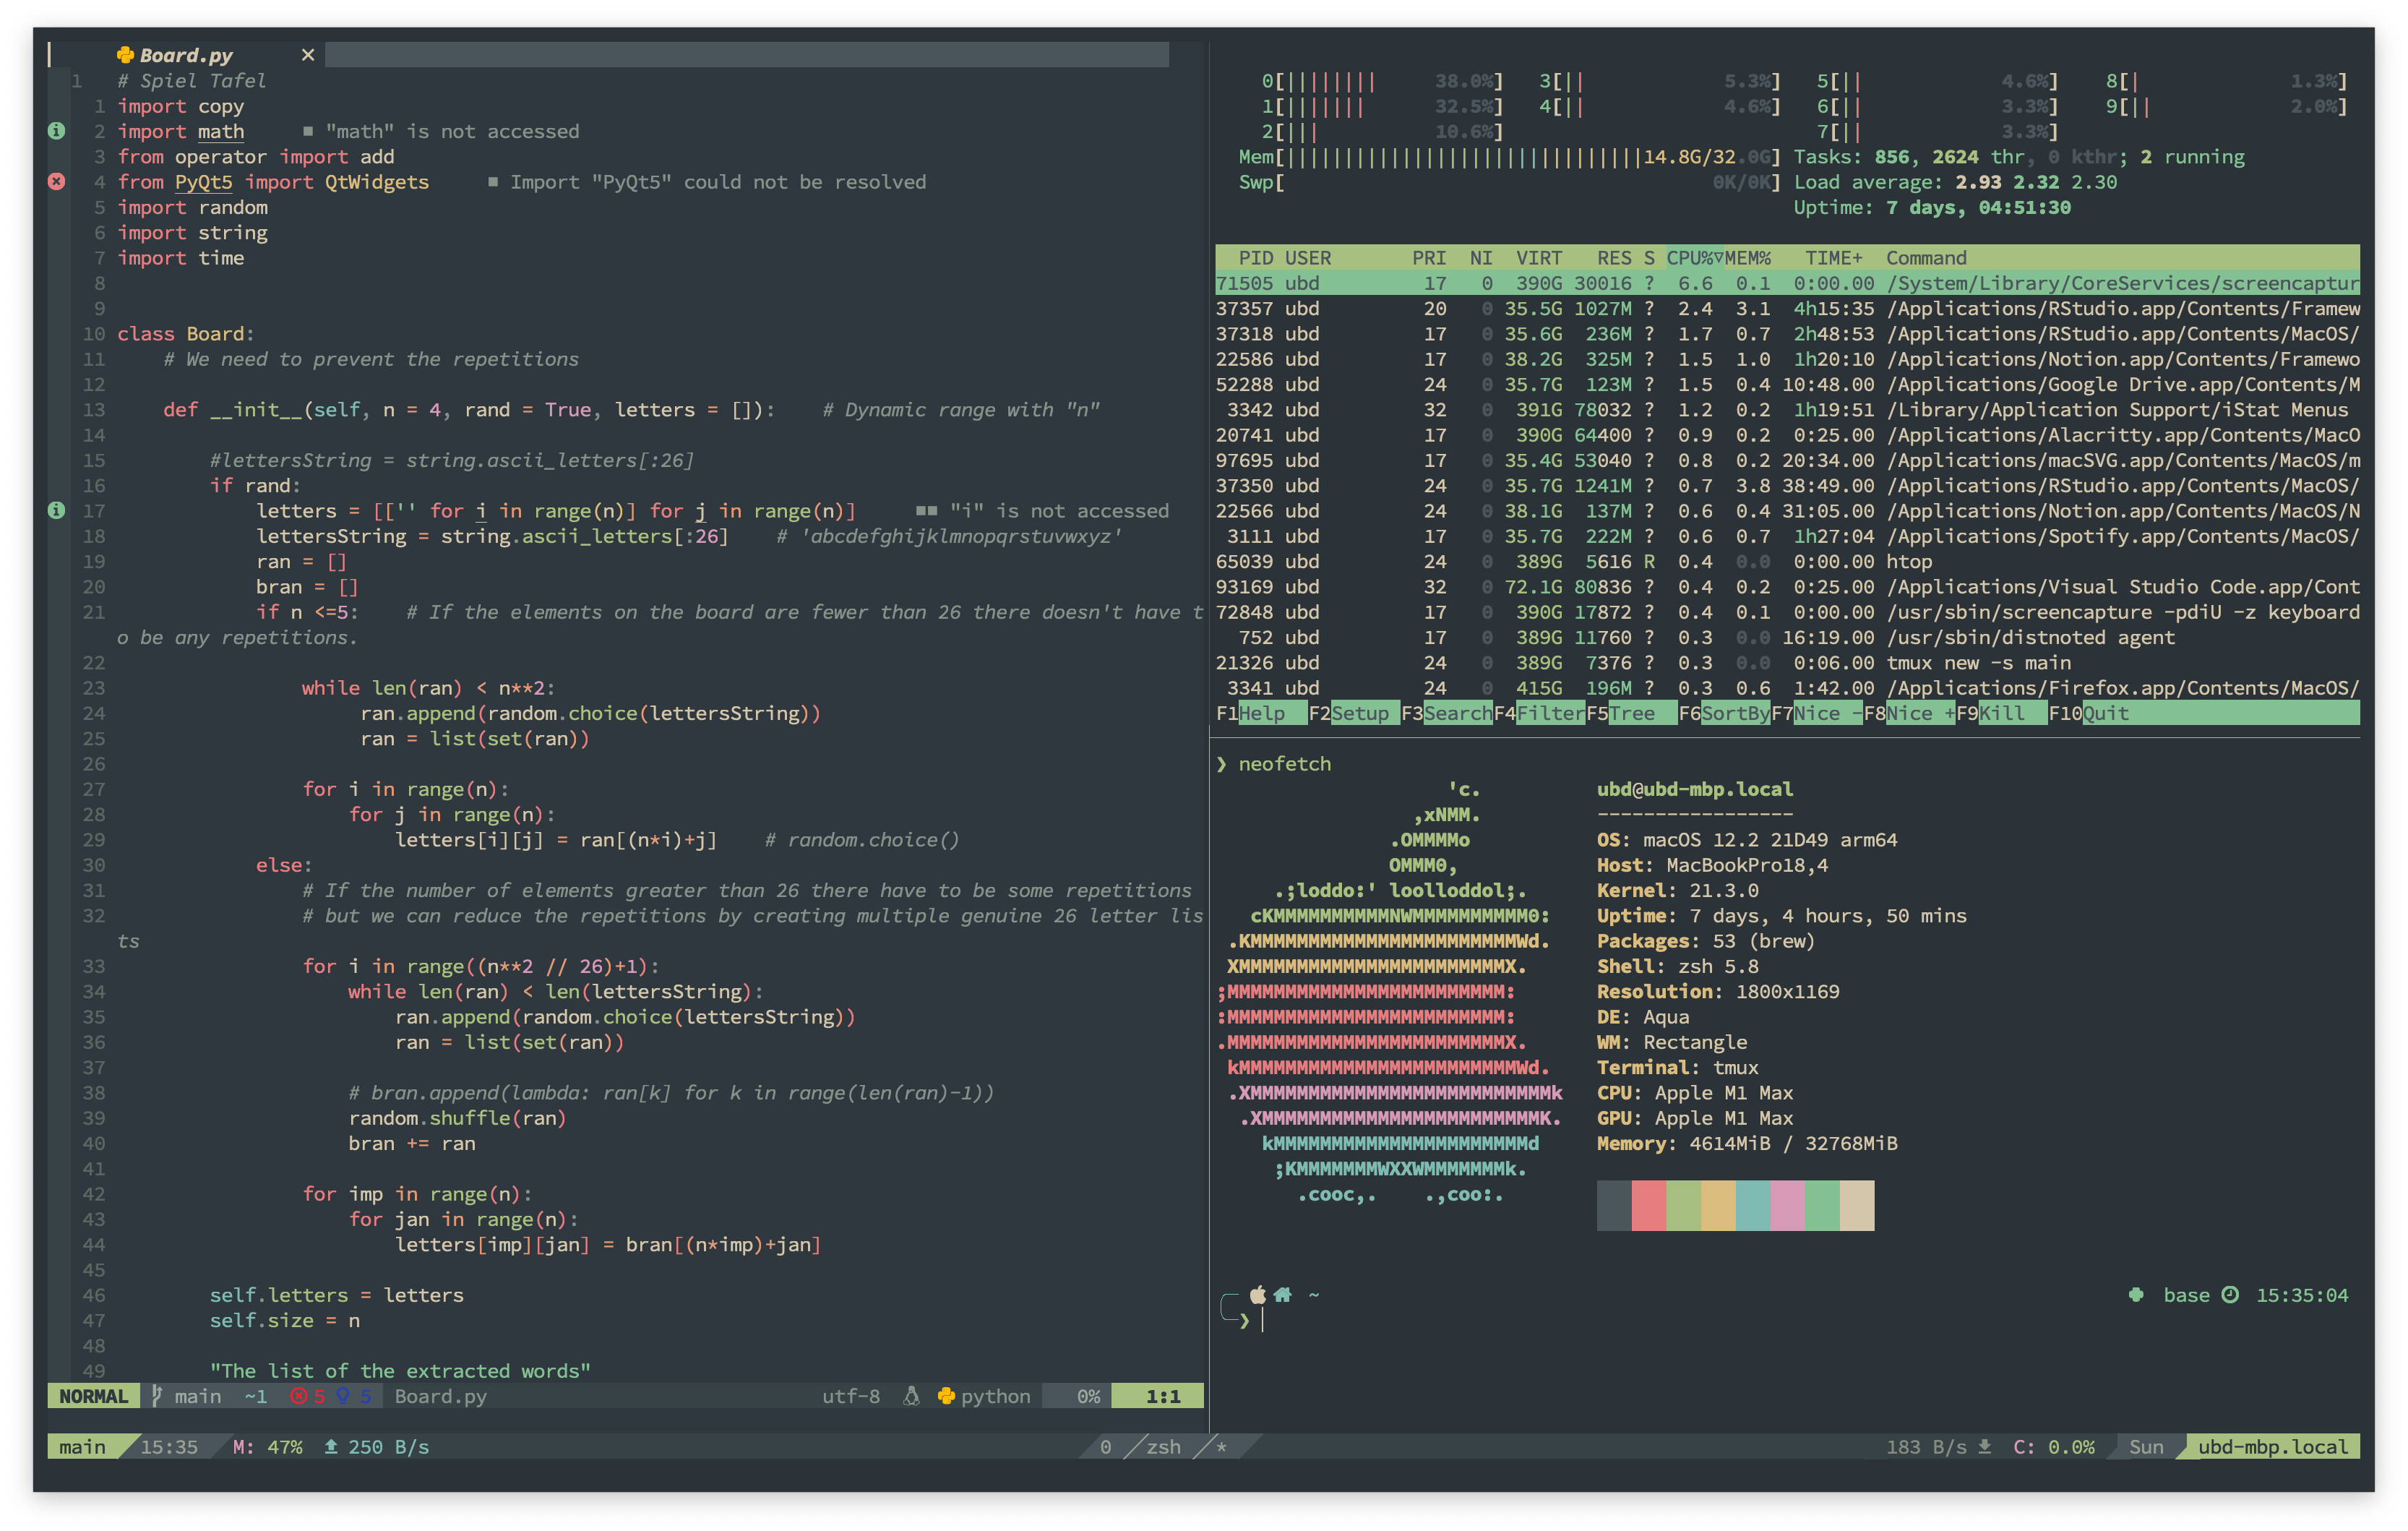 Board.py ×
1 # Spiel Tafel
1 import copy
2 import math ■ "math" is not accessed
3 from operator import add
4 from PyQt5 import QtWidgets ■ Import "PyQt5" could not be resolved
5 import random
6 import string
7 import time
8
9
10 class Board:
11 # We need to prevent the repetitions
12
13 def __init__(self, n = 4, rand = True, letters = []): # Dynamic range with "n"
14
15 #lettersString = string.ascii_letters[:26]
16 if rand:
17 letters = [['' for i in range(n)] for j in range(n)] ■■ "i" is not accessed
18 lettersString = string.ascii_letters[:26] # 'abcdefghijklmnopqrstuvwxyz'
19 ran = []
20 bran = []
21 if n <=5: # If the elements on the board are fewer than 26 there doesn't have t
o be any repetitions.
22
23 while len(ran) < n**2:
24 ran.append(random.choice(lettersString))
25 ran = list(set(ran))
26
27 for i in range(n):
28 for j in range(n):
29 letters[i][j] = ran[(n*i)+j] # random.choice()
30 else:
31 # If the number of elements greater than 26 there have to be some repetitions
32 # but we can reduce the repetitions by creating multiple genuine 26 letter lis
ts
33 for i in range((n**2 // 26)+1):
34 while len(ran) < len(lettersString):
35 ran.append(random.choice(lettersString))
36 ran = list(set(ran))
37
38 # bran.append(lambda: ran[k] for k in range(len(ran)-1))
39 random.shuffle(ran)
40 bran += ran
41
42 for imp in range(n):
43 for jan in range(n):
44 letters[imp][jan] = bran[(n*imp)+jan]
45
46 self.letters = letters
47 self.size = n
48
49 "The list of the extracted words"
NORMAL main ~1 5 5 Board.py utf-8 python 0% 1:1
0[|||||||| 38.0%] 3[|| 5.3%] 5[|| 4.6%] 8[| 1.3%]
1[||||||| 32.5%] 4[|| 4.6%] 6[|| 3.3%] 9[|| 2.0%]
2[||| 10.6%] 7[|| 3.3%]
Mem[|||||||||||||||||||||||||||||||14.8G/32.0G] Tasks: 856, 2624 thr, 0 kthr; 2 running
Swp[ 0K/0K] Load average: 2.93 2.32 2.30
Uptime: 7 days, 04:51:30
PID USER PRI NI VIRT RES S CPU%▽MEM% TIME+ Command
71505 ubd 17 0 390G 30016 ? 6.6 0.1 0:00.00 /System/Library/CoreServices/screencaptur
37357 ubd 20 0 35.5G 1027M ? 2.4 3.1 4h15:35 /Applications/RStudio.app/Contents/Framew
37318 ubd 17 0 35.6G 236M ? 1.7 0.7 2h48:53 /Applications/RStudio.app/Contents/MacOS/
22586 ubd 17 0 38.2G 325M ? 1.5 1.0 1h20:10 /Applications/Notion.app/Contents/Framewo
52288 ubd 24 0 35.7G 123M ? 1.5 0.4 10:48.00 /Applications/Google Drive.app/Contents/M
3342 ubd 32 0 391G 78032 ? 1.2 0.2 1h19:51 /Library/Application Support/iStat Menus
20741 ubd 17 0 390G 64400 ? 0.9 0.2 0:25.00 /Applications/Alacritty.app/Contents/MacO
97695 ubd 17 0 35.4G 53040 ? 0.8 0.2 20:34.00 /Applications/macSVG.app/Contents/MacOS/m
37350 ubd 24 0 35.7G 1241M ? 0.7 3.8 38:49.00 /Applications/RStudio.app/Contents/MacOS/
22566 ubd 24 0 38.1G 137M ? 0.6 0.4 31:05.00 /Applications/Notion.app/Contents/MacOS/N
3111 ubd 17 0 35.7G 222M ? 0.6 0.7 1h27:04 /Applications/Spotify.app/Contents/MacOS/
65039 ubd 24 0 389G 5616 R 0.4 0.0 0:00.00 htop
93169 ubd 32 0 72.1G 80836 ? 0.4 0.2 0:25.00 /Applications/Visual Studio Code.app/Cont
72848 ubd 17 0 390G 17872 ? 0.4 0.1 0:00.00 /usr/sbin/screencapture -pdiU -z keyboard
752 ubd 17 0 389G 11760 ? 0.3 0.0 16:19.00 /usr/sbin/distnoted agent
21326 ubd 24 0 389G 7376 ? 0.3 0.0 0:06.00 tmux new -s main
3341 ubd 24 0 415G 196M ? 0.3 0.6 1:42.00 /Applications/Firefox.app/Contents/MacOS/
F1Help F2Setup F3SearchF4FilterF5Tree F6SortByF7Nice -F8Nice +F9Kill F10Quit
❯ neofetch
'c. ubd@ubd-mbp.local
,xNMM. -----------------
.OMMMMo OS: macOS 12.2 21D49 arm64
OMMM0, Host: MacBookPro18,4
.;loddo:' loolloddol;. Kernel: 21.3.0
cKMMMMMMMMMMNWMMMMMMMMMM0: Uptime: 7 days, 4 hours, 50 mins
.KMMMMMMMMMMMMMMMMMMMMMMMWd. Packages: 53 (brew)
XMMMMMMMMMMMMMMMMMMMMMMMX. Shell: zsh 5.8
;MMMMMMMMMMMMMMMMMMMMMMMM: Resolution: 1800x1169
:MMMMMMMMMMMMMMMMMMMMMMMM: DE: Aqua
.MMMMMMMMMMMMMMMMMMMMMMMMX. WM: Rectangle
kMMMMMMMMMMMMMMMMMMMMMMMMWd. Terminal: tmux
.XMMMMMMMMMMMMMMMMMMMMMMMMMMk CPU: Apple M1 Max
.XMMMMMMMMMMMMMMMMMMMMMMMMK. GPU: Apple M1 Max
kMMMMMMMMMMMMMMMMMMMMMMd Memory: 4614MiB / 32768MiB
;KMMMMMMMWXXWMMMMMMMk.
.cooc,. .,coo:.
~ base 15:35:04
❯
main 15:35 M: 47% 250 B/s 0 zsh * 183 B/s C: 0.0% Sun ubd-mbp.local